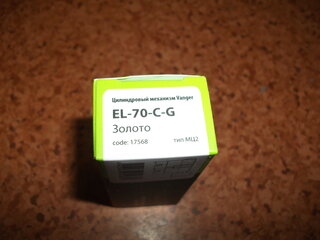 Цилиндровый механизм Vanger
EL-70-C-G
Золото
code: 17568 тип МЦ2